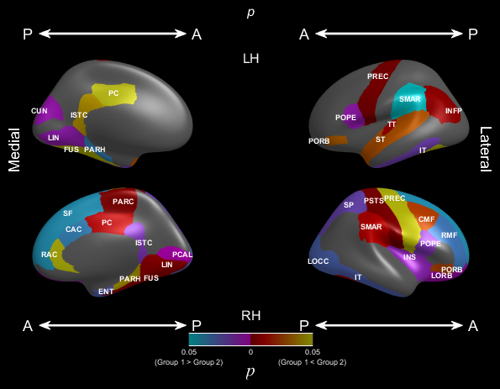 p
P A A P
LH
Medial
Lateral
PC
CUN
ISTC
LIN
FUS
PARH
PREC
SMAR
INFP
POPE
TT
ST
PORB
IT
PARC
SF
PC
CAC
ISTC
RAC
PCAL
LIN
PARH
FUS
ENT
SP
PSTS
PREC
CMF
SMAR
RMF
POPE
INS
LOCC
PORB
LORB
IT
RH
A P P A
0.05 0 0.05
(Group 1 > Group 2) (Group 1 < Group 2)
p